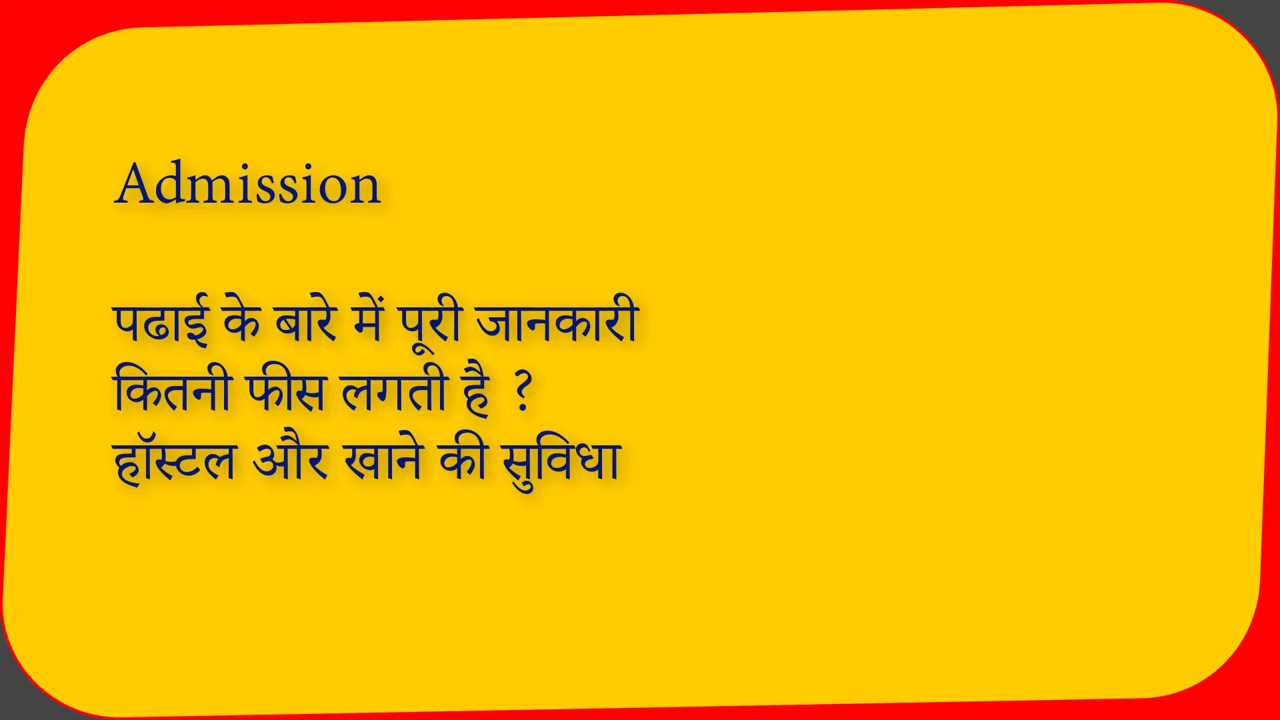 Admission
पढाई के बारे में पूरी जानकारी
कितनी फीस लगती है ?
हॉस्टल और खाने की सुविधा